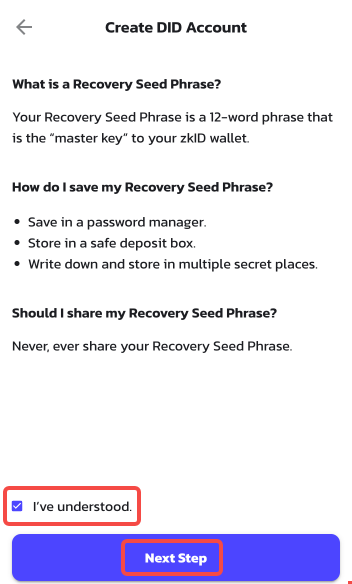 Create DID Account
What is a Recovery Seed Phrase?
Your Recovery Seed Phrase is a 12-word phrase that
is the “master key” to your zkID wallet.
How do I save my Recovery Seed Phrase?
• Save in a password manager.
• Store in a safe deposit box.
• Write down and store in multiple secret places.
Should I share my Recovery Seed Phrase?
Never, ever share your Recovery Seed Phrase.
I’ve understood.
Next Step